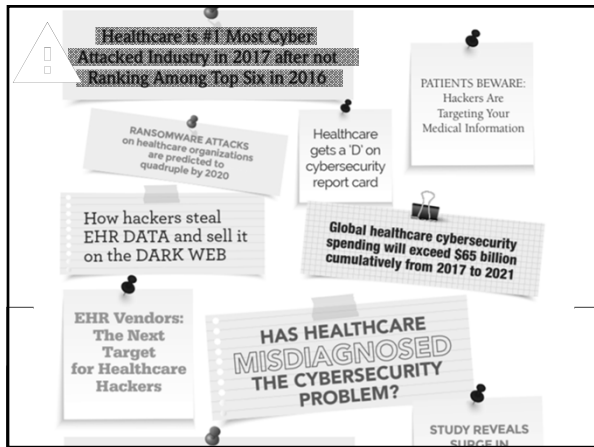 Healthcare is #1 Most Cyber
Attacked Industry in 2017 after not
Ranking Among Top Six in 2016
PATIENTS BEWARE:
Hackers Are
Targeting Your
Medical Information
RANSOMWARE ATTACKS
on healthcare organizations
are predicted to
quadruple by 2020
Healthcare
gets a 'D' on
cybersecurity
report card
How hackers steal
EHR DATA and sell it
on the DARK WEB
Global healthcare cybersecurity
spending will exceed $65 billion
cumulatively from 2017 to 2021
EHR Vendors:
The Next
Target
for Healthcare
Hackers
HAS HEALTHCARE
MISDIAGNOSED
THE CYBERSECURITY
PROBLEM?
STUDY REVEALS
SURGE IN